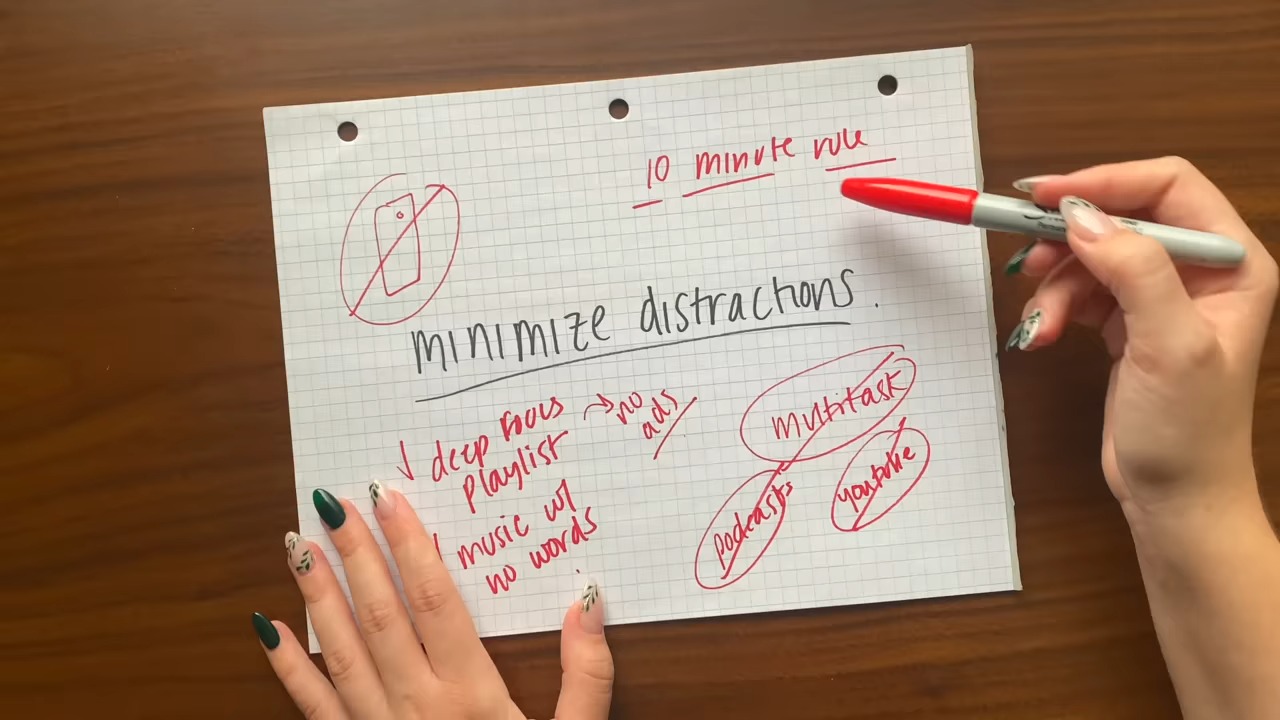 10 minute rule
minimize distractions.
deep focus
playlist
no
ads
music w/
no words
multitask
podcasts
youtube